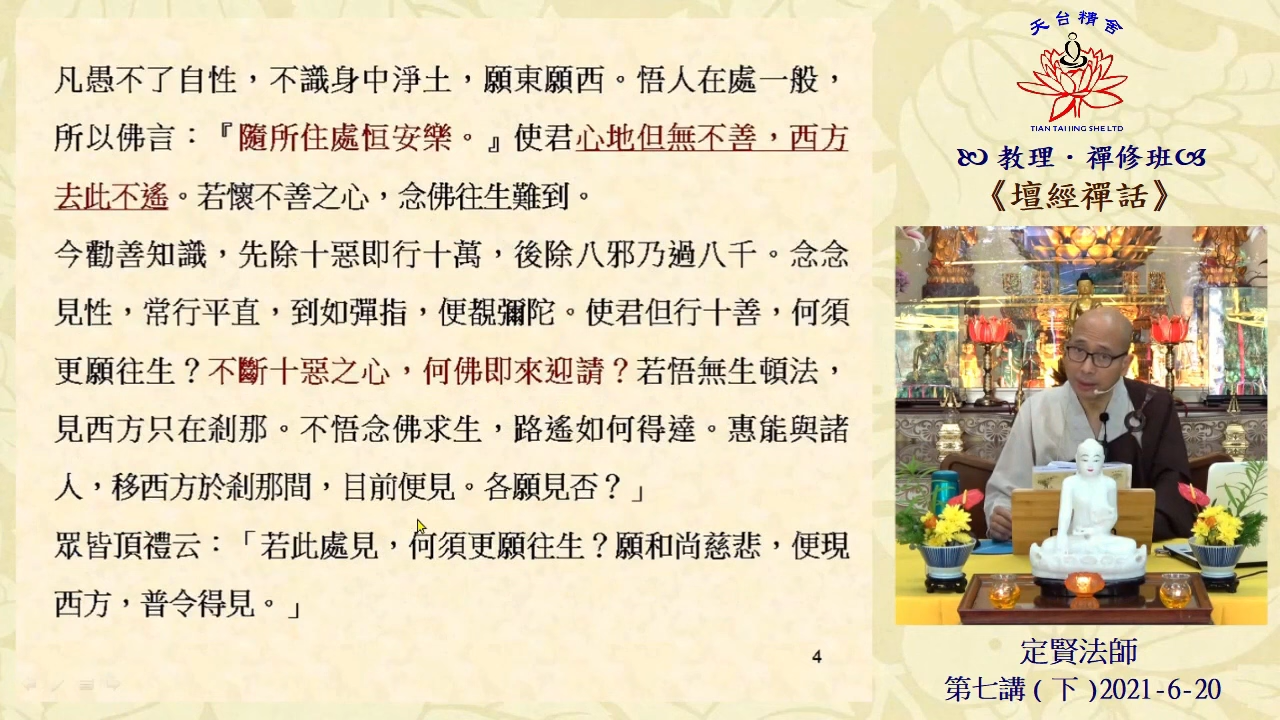 凡愚不了自性，不識身中淨土，願東願西。悟人在處一般，
所以佛言：『隨所住處恒安樂。』使君心地但無不善，西方
去此不遙。若懷不善之心，念佛往生難到。
今勸善知識，先除十惡即行十萬，後除八邪乃過八千。念念
見性，常行平直，到如彈指，便覩彌陀。使君但行十善，何須
更願往生？不斷十惡之心，何佛即來迎請？若悟無生頓法，
見西方只在剎那。不悟念佛求生，路遙如何得達。惠能與諸
人，移西方於剎那間，目前便見。各願見否？」
眾皆頂禮云：「若此處見，何須更願往生？願和尚慈悲，便現
西方，普令得見。」
4
天台精舍
TIAN TAI JING SHE LTD
教理·禪修班
《壇經禪話》
定賢法師
第七講(下)2021-6-20